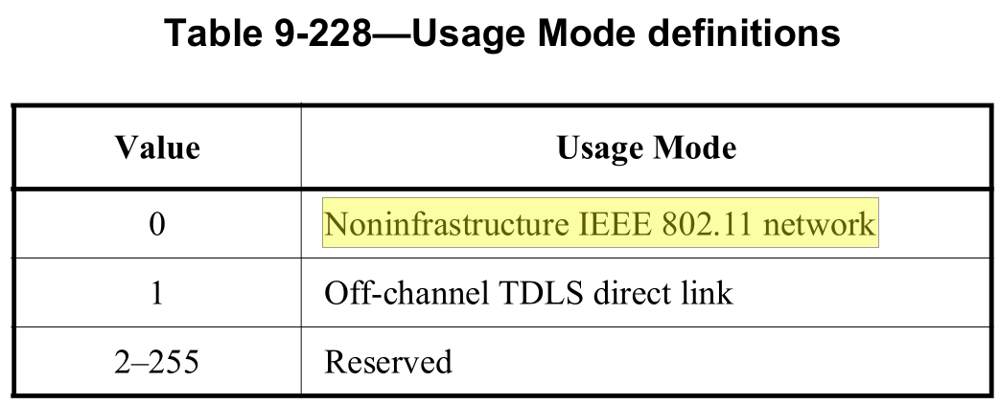 Table 9-228—Usage Mode definitions
Value Usage Mode
0 Noninfrastructure IEEE 802.11 network
1 Off-channel TDLS direct link
2–255 Reserved